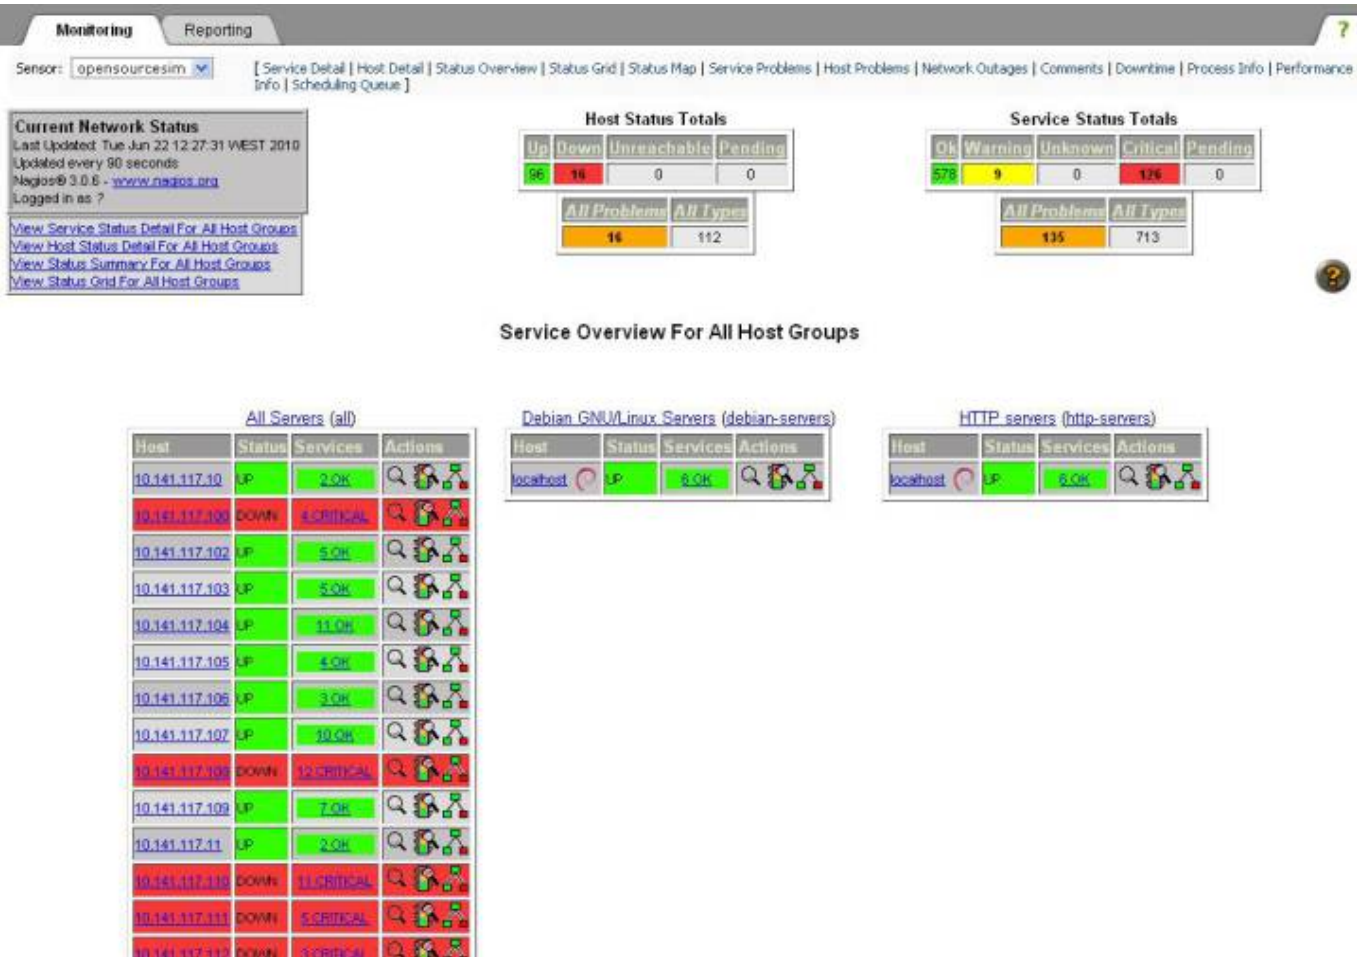 Monitoring
Reporting
?
Sensor: opensourcesim
[ Service Detail | Host Detail | Status Overview | Status Grid | Status Map | Service Problems | Host Problems | Network Outages | Comments | Downtime | Process Info | Performance
Info | Scheduling Queue ]
Current Network Status
Last Updated: Tue Jun 22 12:27:31 WEST 2010
Updated every 90 seconds
Nagios® 3.0.6 - www.nagios.org
Logged in as ?
View Service Status Detail For All Host Groups
View Host Status Detail For All Host Groups
View Status Summary For All Host Groups
View Status Grid For All Host Groups
Host Status Totals
Up Down Unreachable Pending
96 16 0 0
All Problems All Types
16 112
Service Status Totals
Ok Warning Unknown Critical Pending
578 9 0 126 0
All Problems All Types
135 713
?
Service Overview For All Host Groups
All Servers (all)
Host Status Services Actions
10.141.117.10 UP 2 OK
10.141.117.100 DOWN 4 CRITICAL
10.141.117.102 UP 5 OK
10.141.117.103 UP 5 OK
10.141.117.104 UP 11 OK
10.141.117.105 UP 4 OK
10.141.117.106 UP 3 OK
10.141.117.107 UP 10 OK
10.141.117.108 DOWN 12 CRITICAL
10.141.117.109 UP 7 OK
10.141.117.11 UP 2 OK
10.141.117.110 DOWN 11 CRITICAL
10.141.117.111 DOWN 5 CRITICAL
10.141.117.112 DOWN 3 CRITICAL
Debian GNU/Linux Servers (debian-servers)
Host Status Services Actions
localhost UP 6 OK
HTTP servers (http-servers)
Host Status Services Actions
localhost UP 6 OK